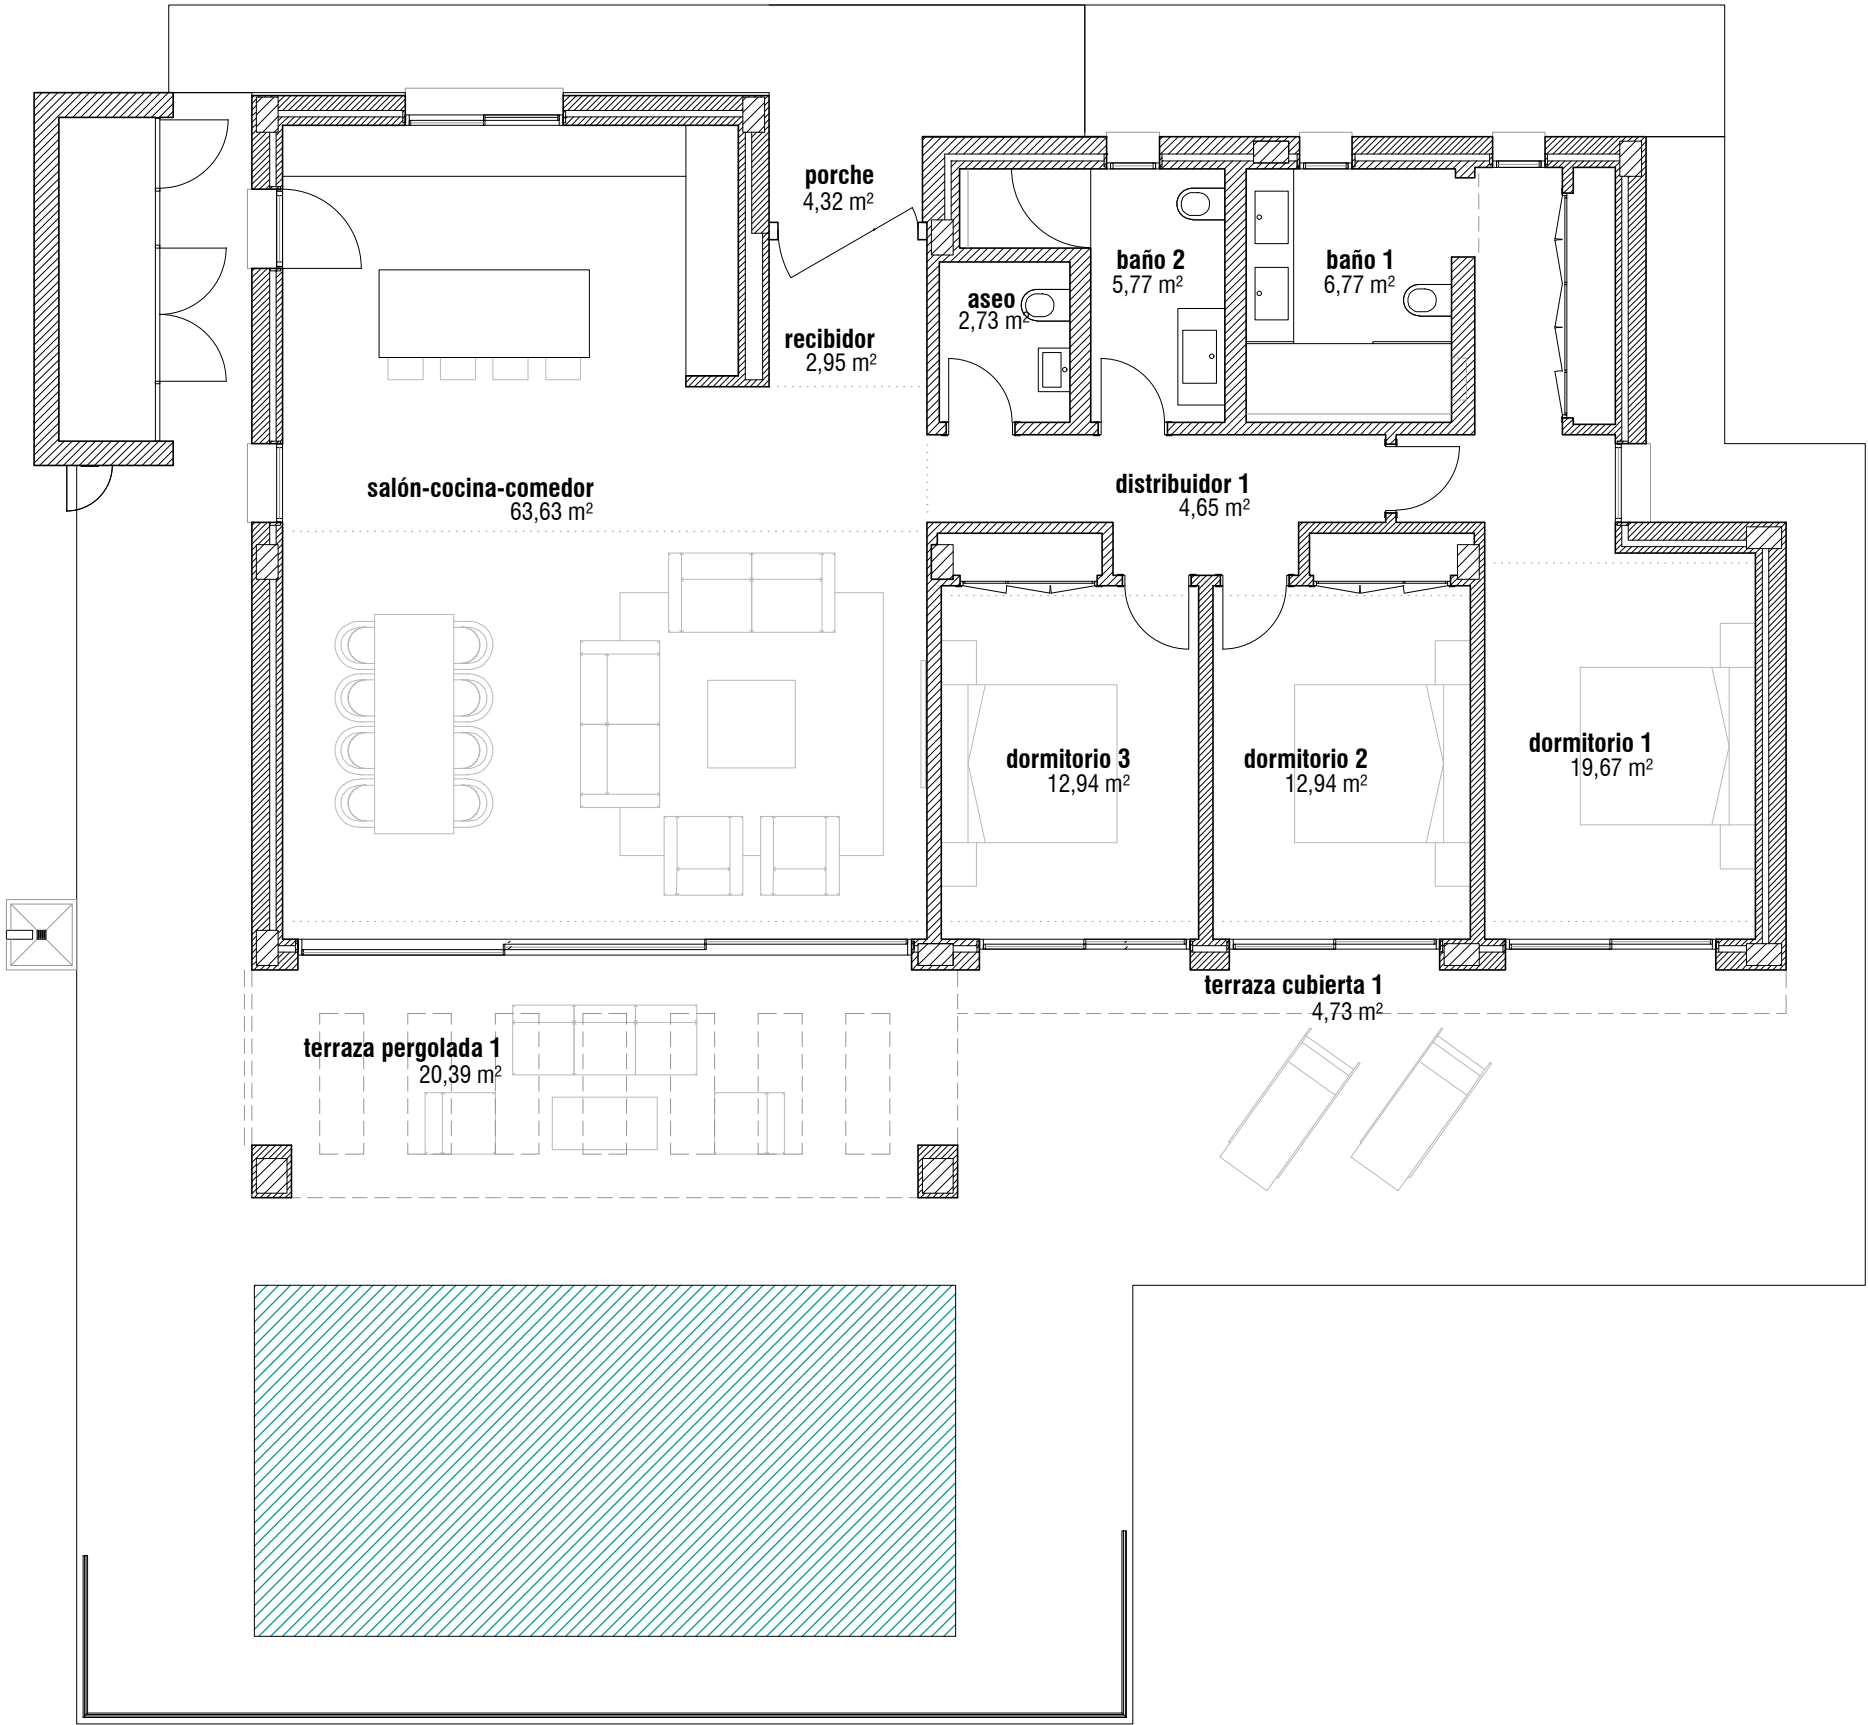 porche
4,32 m²
baño 2
5,77 m²
baño 1
6,77 m²
aseo
2,73 m²
recibidor
2,95 m²
salón-cocina-comedor
63,63 m²
distribuidor 1
4,65 m²
dormitorio 3
12,94 m²
dormitorio 2
12,94 m²
dormitorio 1
19,67 m²
terraza cubierta 1
4,73 m²
terraza pergolada 1
20,39 m²